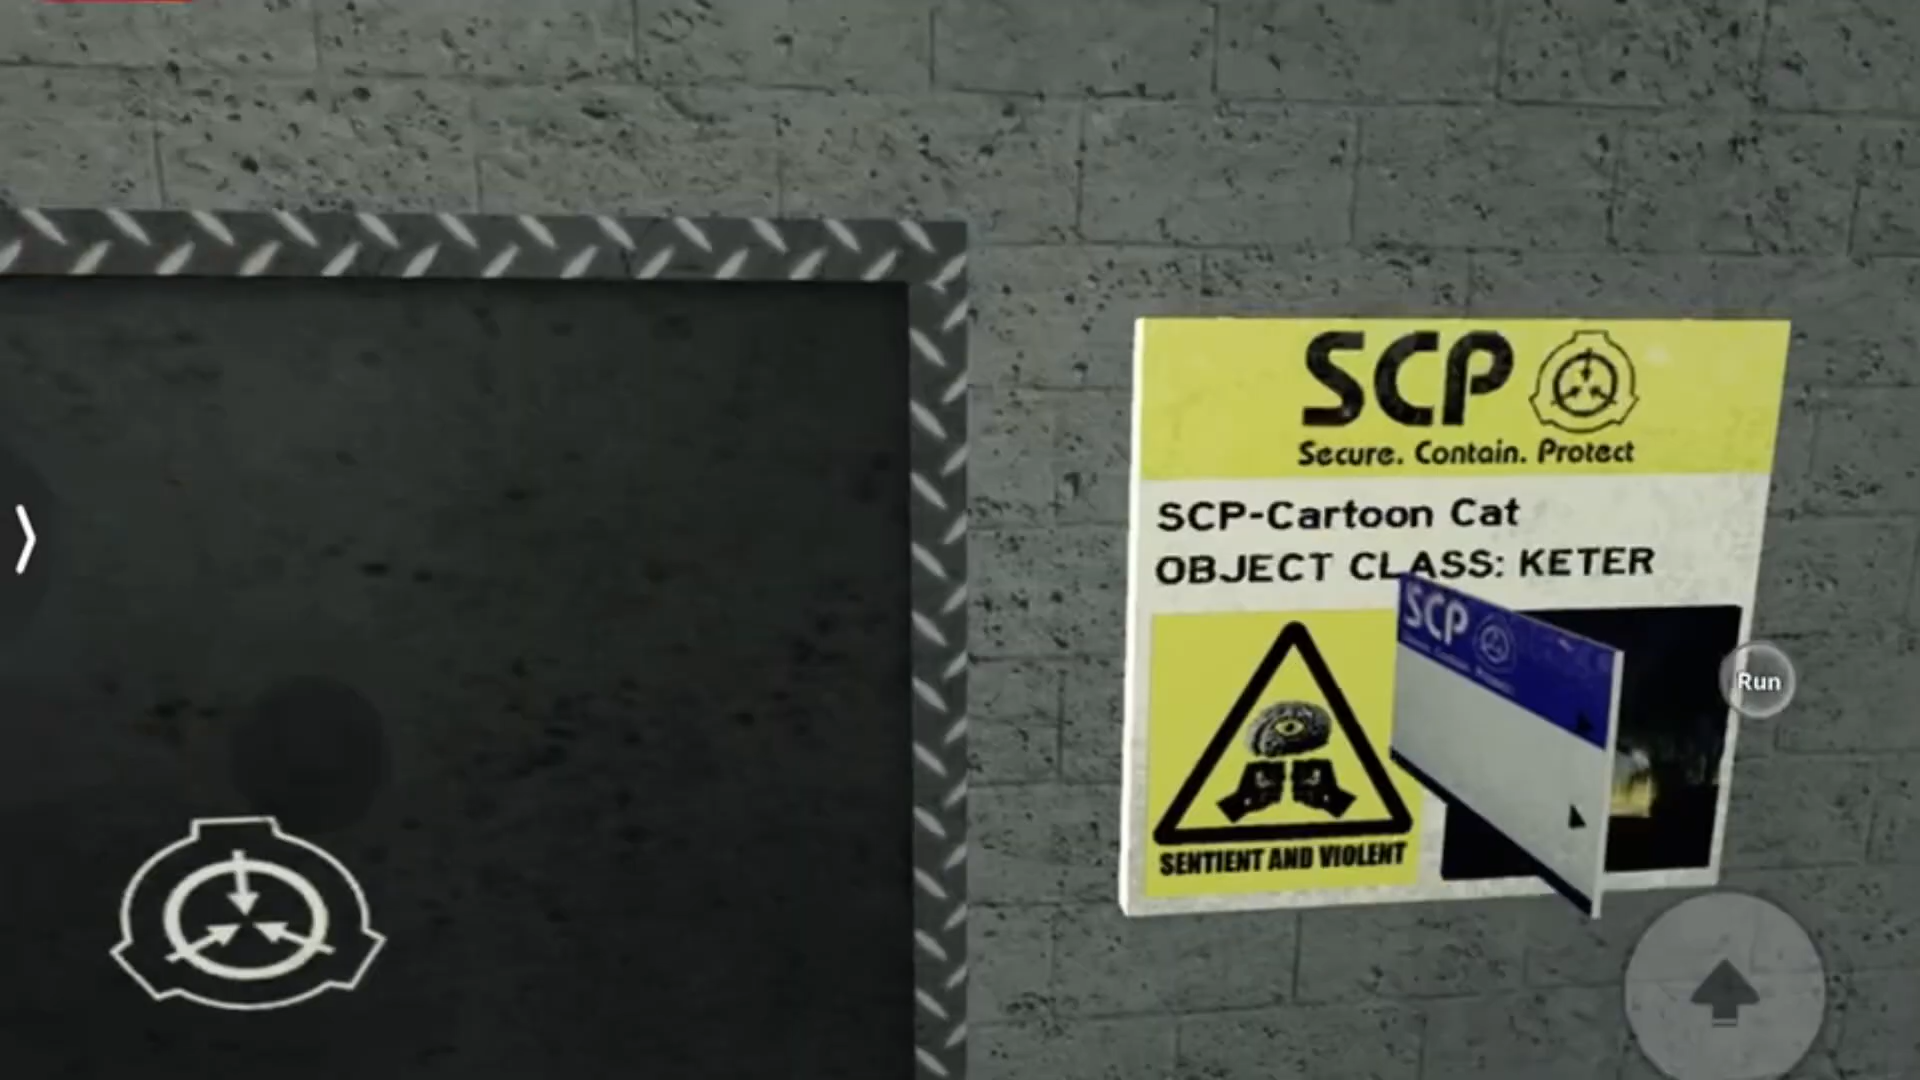 SCP
Secure. Contain. Protect
SCP-Cartoon Cat
OBJECT CLASS: KETER
SCP
Run
SENTIENT AND VIOLENT